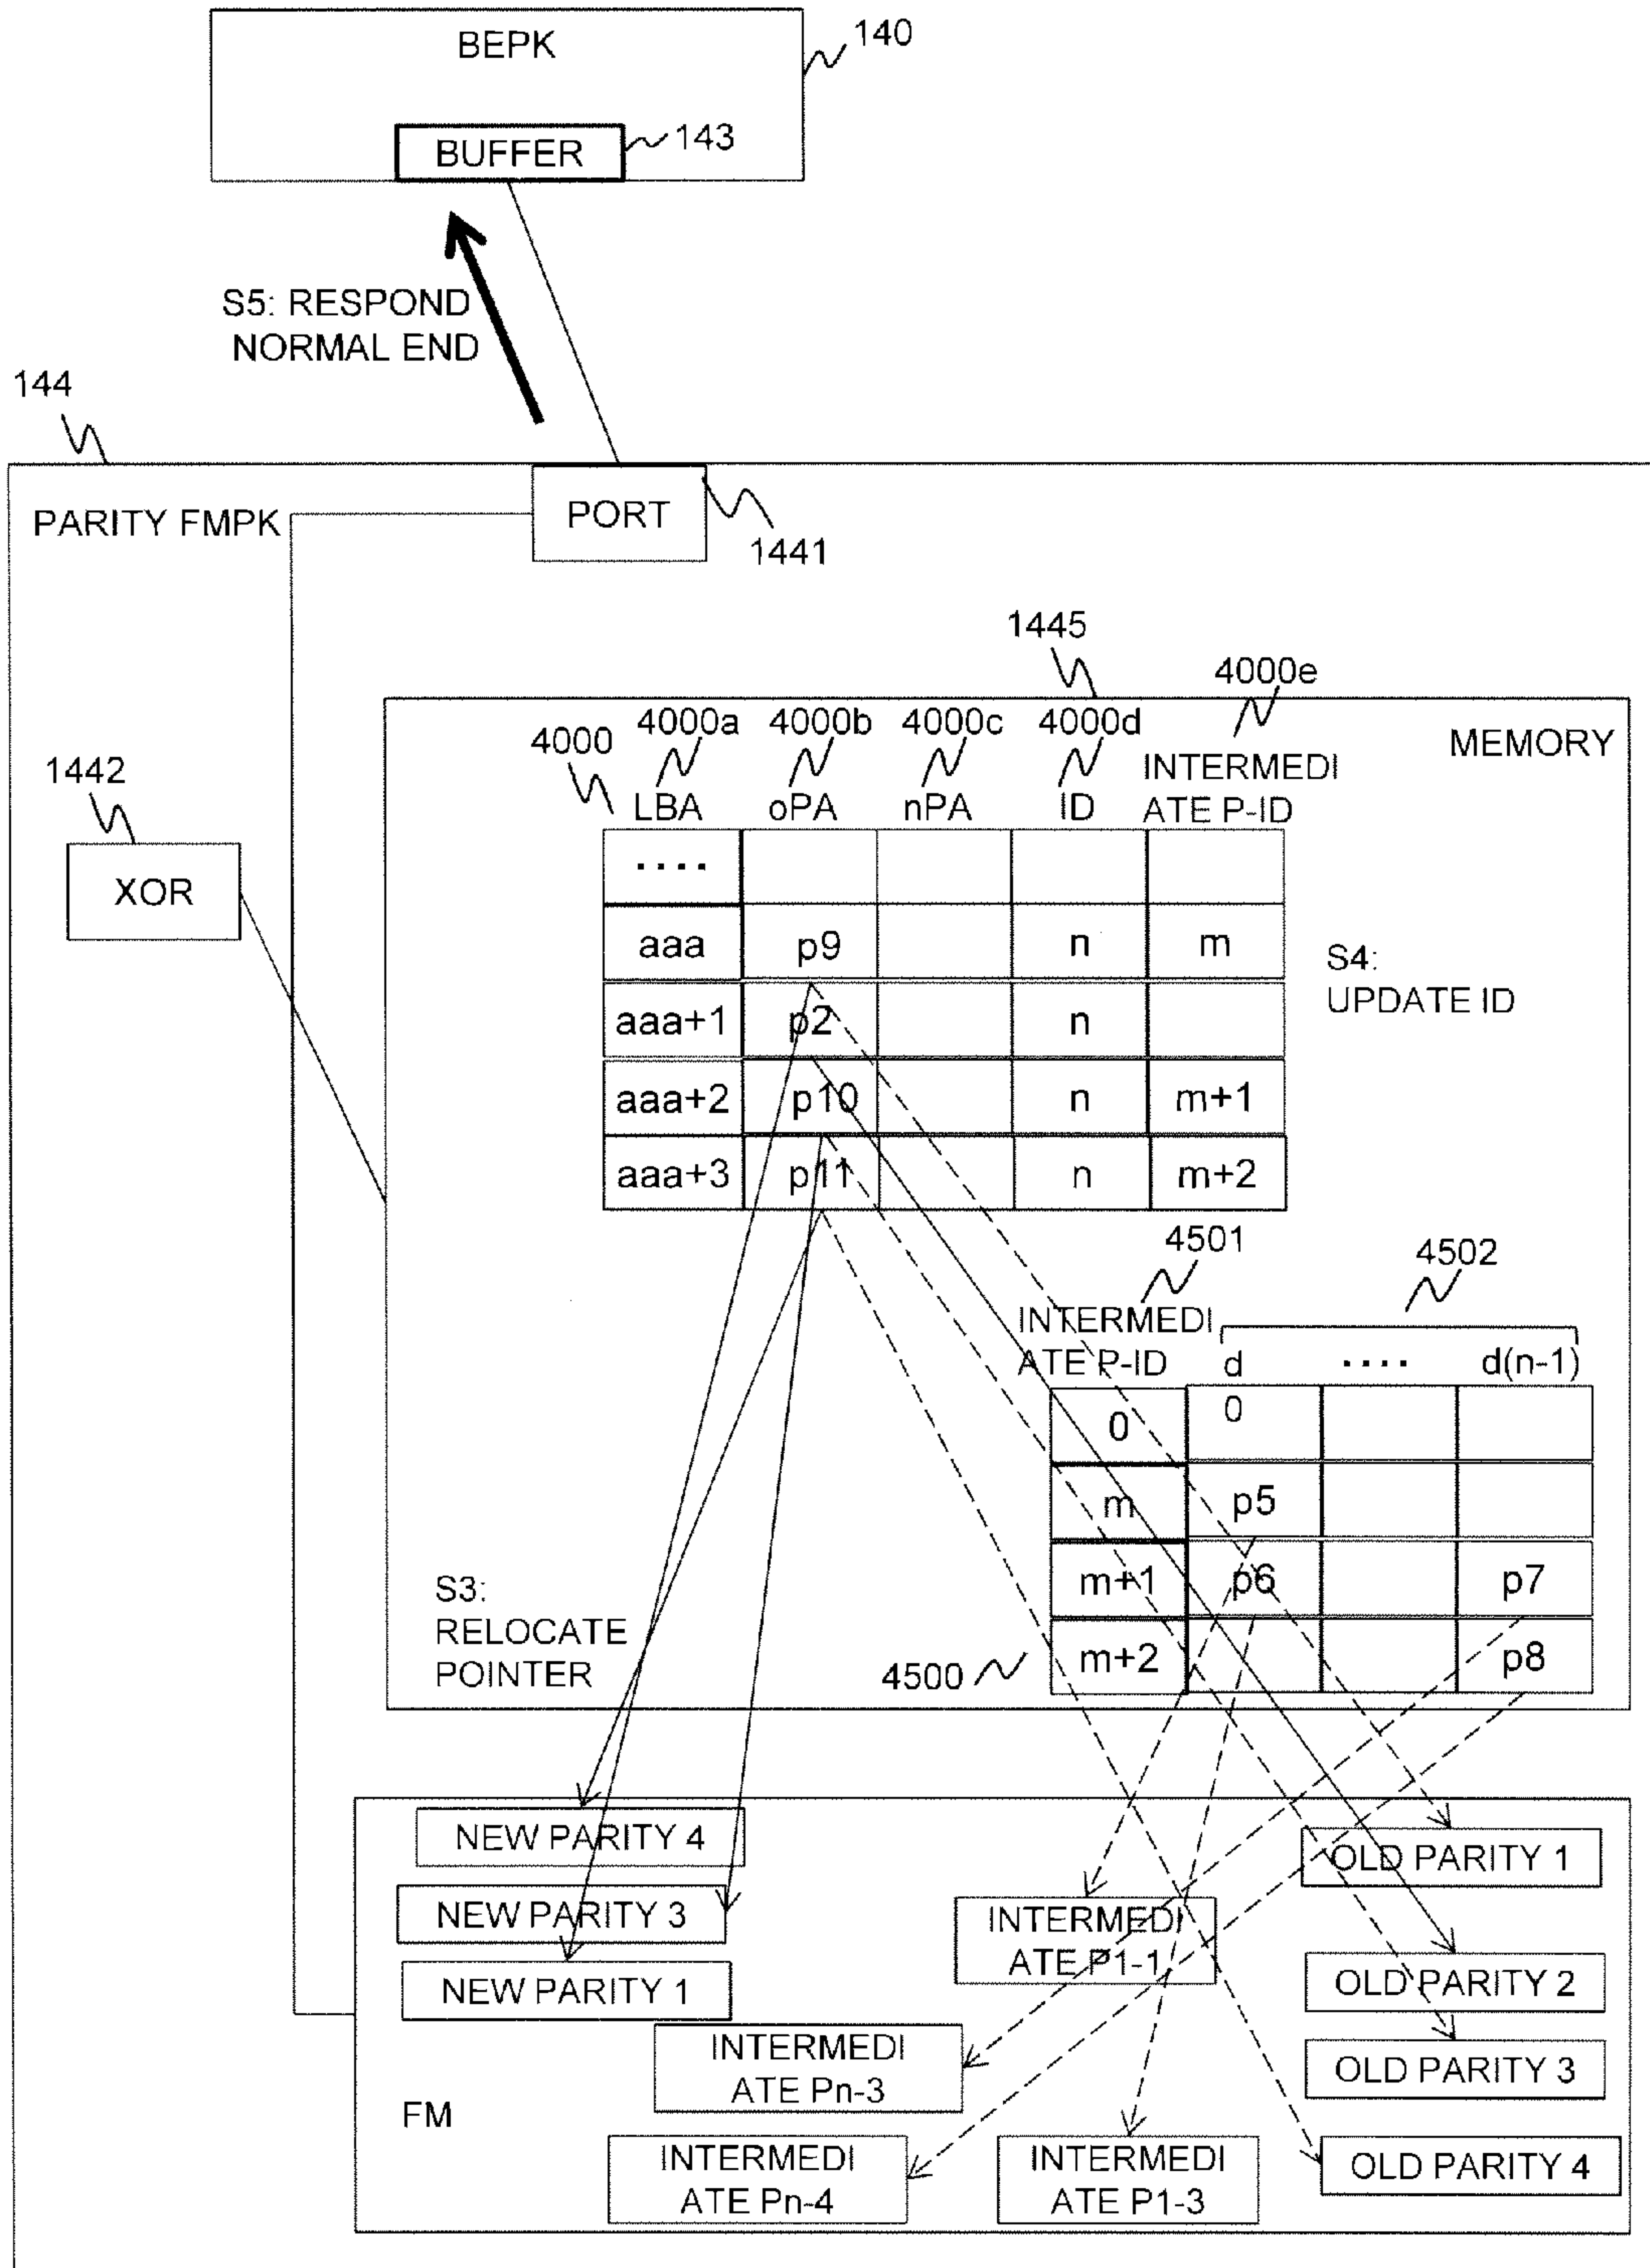 BEPK
140
BUFFER
143
S5: RESPOND
NORMAL END
144
PARITY FMPK
PORT
1441
1445
4000e
4000
4000a
4000b
4000c
4000d
MEMORY
1442
XOR
LBA
oPA
nPA
ID
INTERMEDI
ATE P-ID
....
aaa
p9
n
m
aaa+1
p2
n
aaa+2
p10
n
m+1
aaa+3
p11
n
m+2
S4:
UPDATE ID
4501
4502
INTERMEDI
ATE P-ID
d
....
d(n-1)
0
0
m
p5
m+1
p6
p7
m+2
p8
4500
S3:
RELOCATE
POINTER
NEW PARITY 4
NEW PARITY 3
NEW PARITY 1
OLD PARITY 1
INTERMEDI
ATE P1-1
OLD PARITY 2
INTERMEDI
ATE Pn-3
OLD PARITY 3
FM
INTERMEDI
ATE Pn-4
INTERMEDI
ATE P1-3
OLD PARITY 4